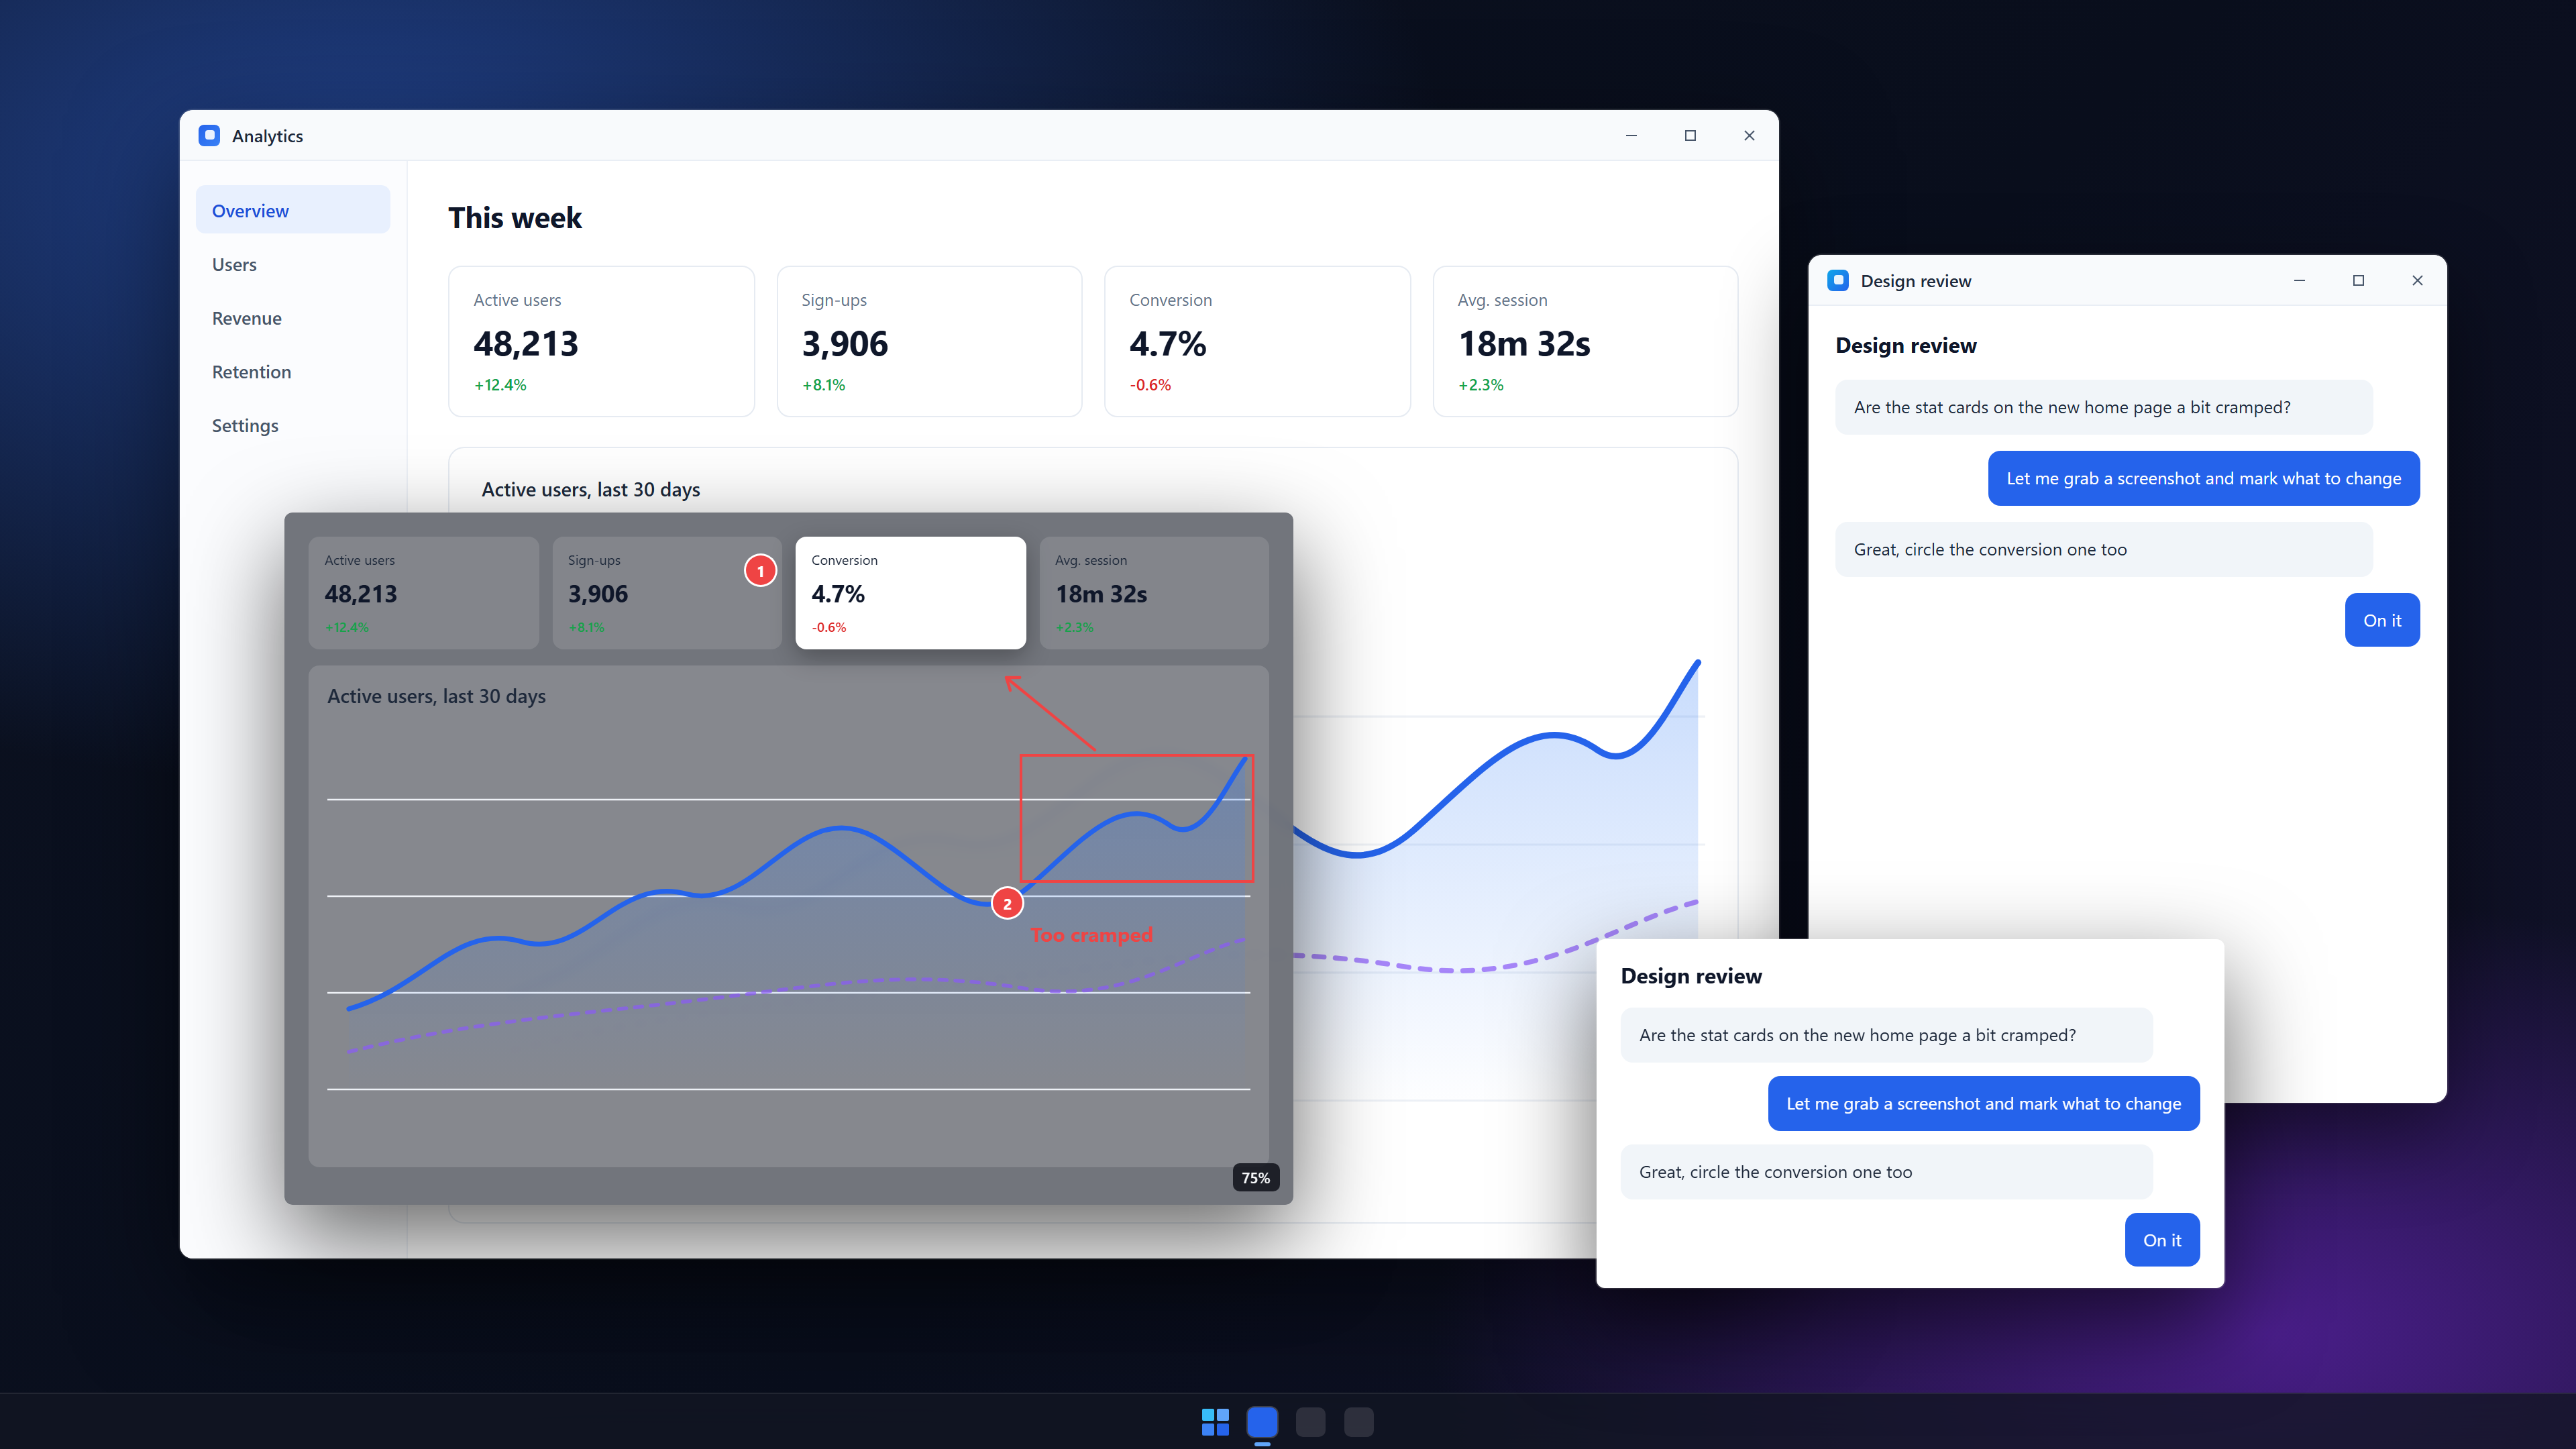 Analytics
Overview
Users
Revenue
Retention
Settings
This week
Active users
48,213
+12.4%
Sign-ups
3,906
+8.1%
Conversion
4.7%
-0.6%
Avg. session
18m 32s
+2.3%
Active users, last 30 days
Active users
48,213
+12.4%
Sign-ups
3,906
+8.1%
1
Conversion
4.7%
-0.6%
Avg. session
18m 32s
+2.3%
Active users, last 30 days
2
Too cramped
75%
Design review
Design review
Are the stat cards on the new home page a bit cramped?
Let me grab a screenshot and mark what to change
Great, circle the conversion one too
On it
Design review
Are the stat cards on the new home page a bit cramped?
Let me grab a screenshot and mark what to change
Great, circle the conversion one too
On it